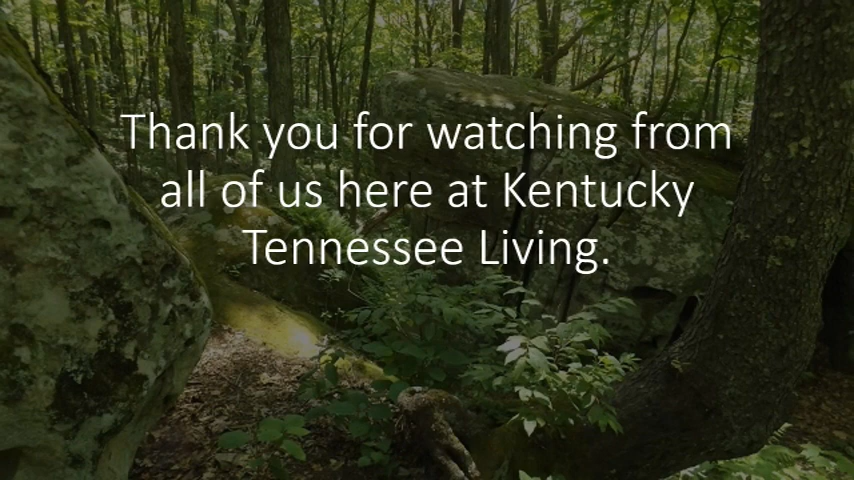 Thank you for watching from
all of us here at Kentucky
Tennessee Living.